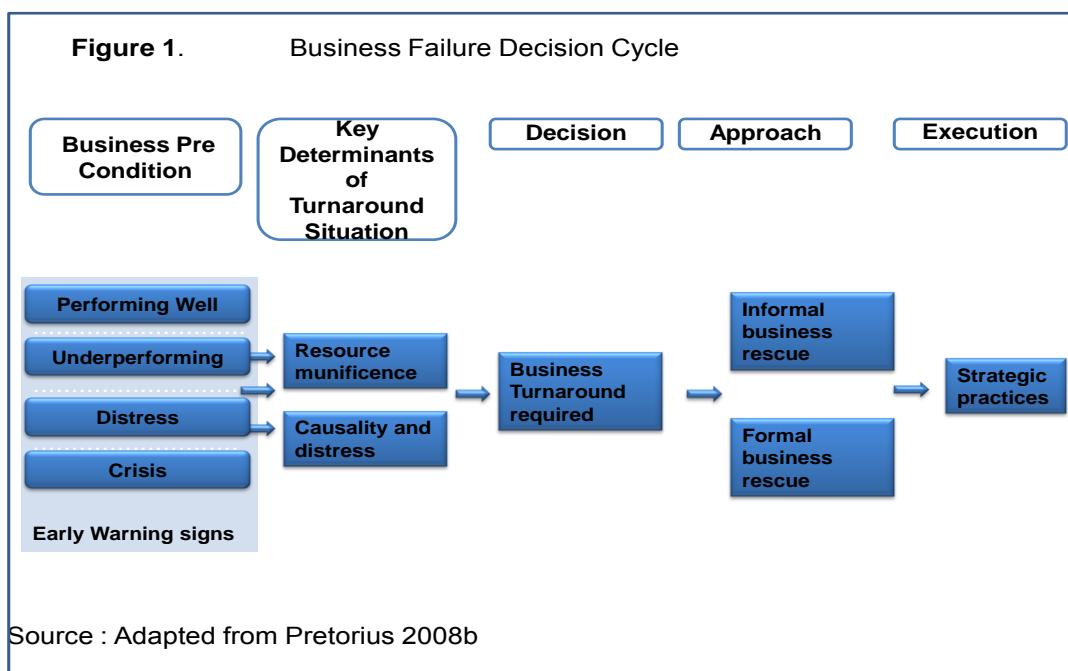 Figure 1. Business Failure Decision Cycle
Business Pre
Condition
Key
Determinants
of
Turnaround
Situation
Decision
Approach
Execution
Performing Well
Underperforming
Distress
Crisis
Early Warning signs
Resource
munificence
Causality and
distress
Business
Turnaround
required
Informal
business
rescue
Formal
business
rescue
Strategic
practices
Source : Adapted from Pretorius 2008b